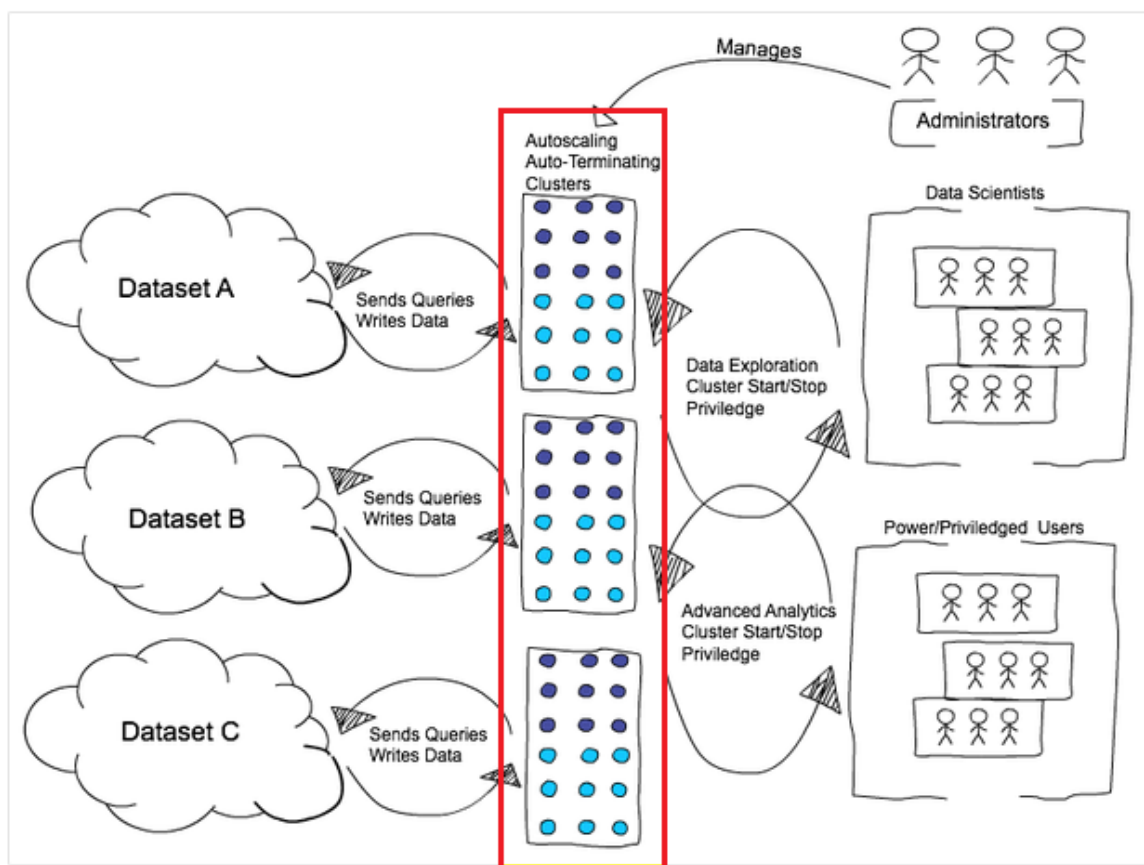 Manages
Administrators
Autoscaling
Auto-Terminating
Clusters
Data Scientists
Dataset A
Sends Queries
Writes Data
Data Exploration
Cluster Start/Stop
Priviledge
Dataset B
Sends Queries
Writes Data
Power/Priviledged Users
Advanced Analytics
Cluster Start/Stop
Priviledge
Dataset C
Sends Queries
Writes Data